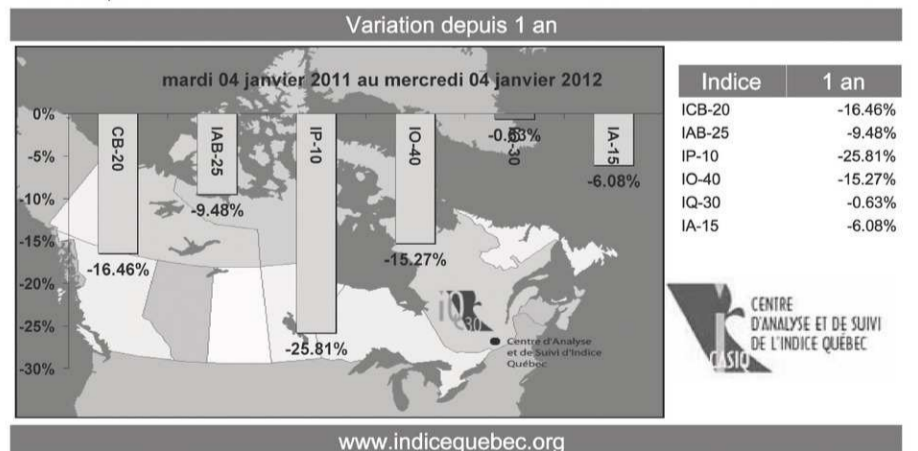 Variation depuis 1 an
mardi 04 janvier 2011 au mercredi 04 janvier 2012
0%
-5%
-10%
-15%
-20%
-25%
-30%
CB-20
-16.46%
IAB-25
-9.48%
IP-10
-25.81%
IO-40
-15.27%
-30
-0.63%
IA-15
-6.08%
iQ30
Centre d'Analyse
et de Suivi d'Indice
Québec
Indice 1 an
ICB-20 -16.46%
IAB-25 -9.48%
IP-10 -25.81%
IO-40 -15.27%
IQ-30 -0.63%
IA-15 -6.08%
CASIQ
CENTRE
D'ANALYSE ET DE SUIVI
DE L'INDICE QUÉBEC
www.indicequebec.org